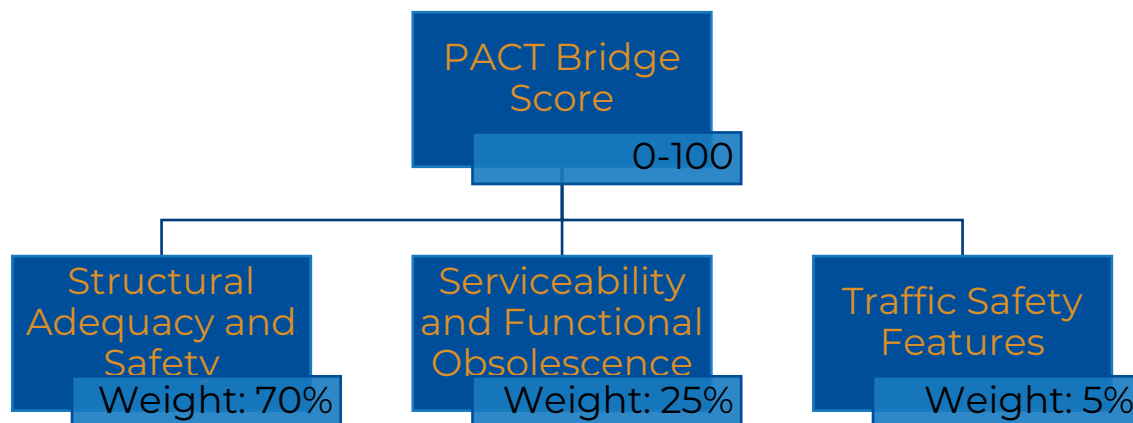 PACT Bridge
Score
0-100
Structural
Adequacy and
Safety
Weight: 70%
Serviceability
and Functional
Obsolescence
Weight: 25%
Traffic Safety
Features
Weight: 5%